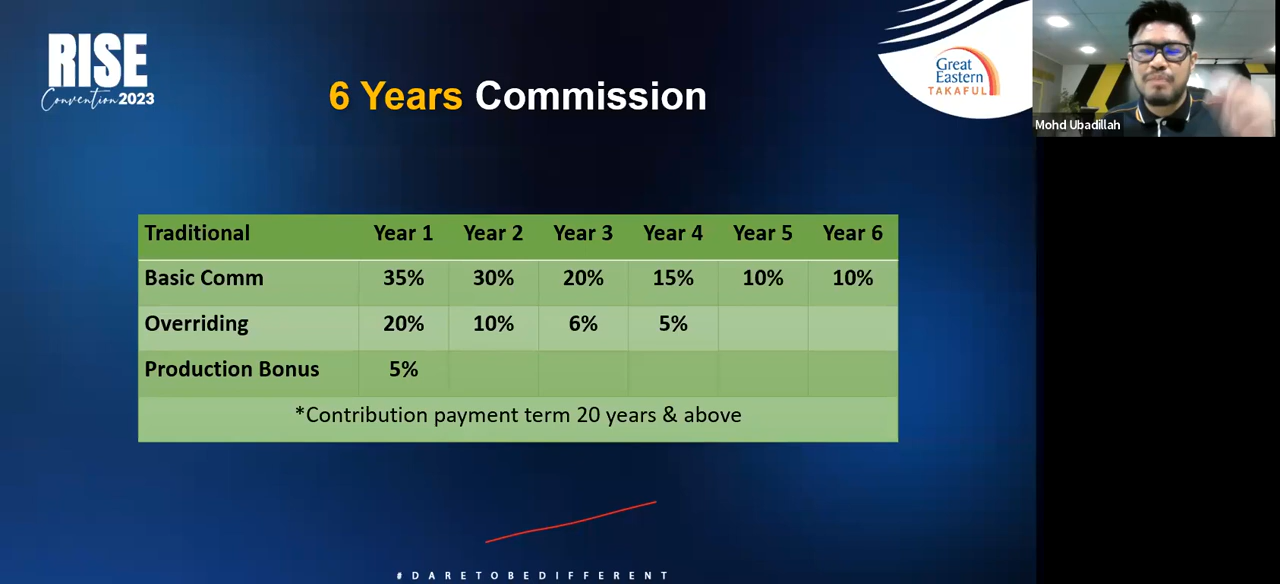 RISE
Convention 2023
6 Years Commission
Great
Eastern
TAKAFUL
Mohd Ubadillah
Traditional Year 1 Year 2 Year 3 Year 4 Year 5 Year 6
Basic Comm 35% 30% 20% 15% 10% 10%
Overriding 20% 10% 6% 5%
Production Bonus 5%
*Contribution payment term 20 years & above
#DARETOBEDIFFERENT